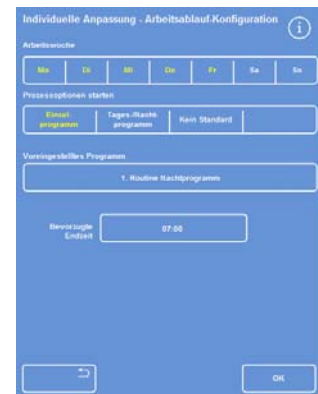 Individuelle Anpassung - Arbeitsablauf-Konfiguration
i
Arbeitswoche
Mo Di Mi Do Fr Sa So
Prozessoptionen starten
Einzel- Tages-/Nacht- Kein Standard
programm programm
Voreingestelltes Programm
1. Routine Nachtprogramm
Bevorzugte 07:00
Endzeit
OK